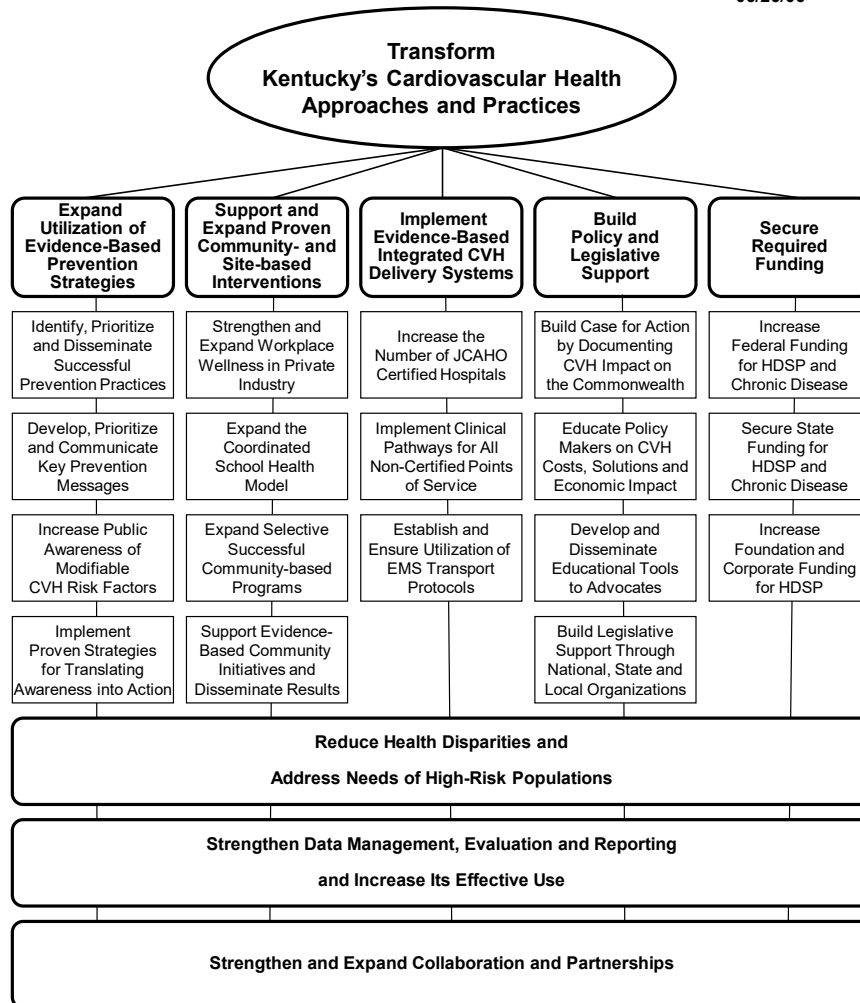 Transform
Kentucky's Cardiovascular Health
Approaches and Practices
Expand
Utilization of
Evidence-Based
Prevention
Strategies
Identify, Prioritize
and Disseminate
Successful
Prevention Practices
Develop, Prioritize
and Communicate
Key Prevention
Messages
Increase Public
Awareness of
Modifiable
CVH Risk Factors
Implement
Proven Strategies
for Translating
Awareness into Action
Support and
Expand Proven
Community- and
Site-based
Interventions
Strengthen and
Expand Workplace
Wellness in Private
Industry
Expand the
Coordinated
School Health
Model
Expand Selective
Successful
Community-based
Programs
Support Evidence-
Based Community
Initiatives and
Disseminate Results
Implement
Evidence-Based
Integrated CVH
Delivery Systems
Increase the
Number of JCAHO
Certified Hospitals
Implement Clinical
Pathways for All
Non-Certified Points
of Service
Establish and
Ensure Utilization of
EMS Transport
Protocols
Build
Policy and
Legislative
Support
Build Case for Action
by Documenting
CVH Impact on
the Commonwealth
Educate Policy
Makers on CVH
Costs, Solutions and
Economic Impact
Develop and
Disseminate
Educational Tools
to Advocates
Build Legislative
Support Through
National, State and
Local Organizations
Secure
Required
Funding
Increase
Federal Funding
for HDSP and
Chronic Disease
Secure State
Funding for
HDSP and
Chronic Disease
Increase
Foundation and
Corporate Funding
for HDSP
Reduce Health Disparities and
Address Needs of High-Risk Populations
Strengthen Data Management, Evaluation and Reporting
and Increase Its Effective Use
Strengthen and Expand Collaboration and Partnerships